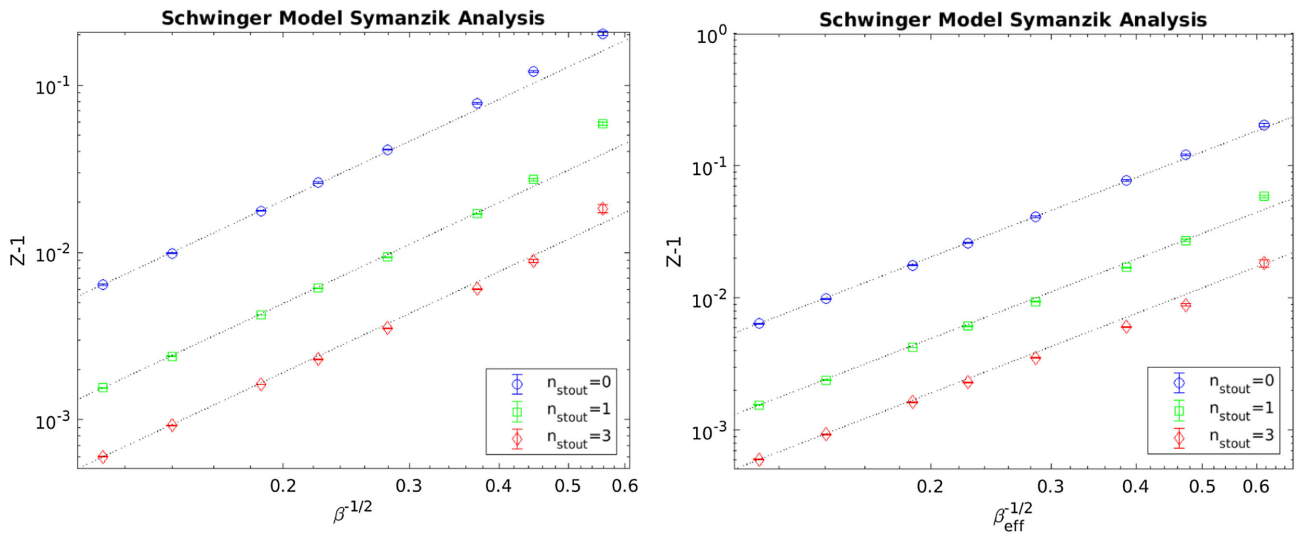 Schwinger Model Symanzik Analysis
Z-1
10⁻¹
10⁻²
10⁻³
0.2 0.3 0.4 0.5 0.6
β^-1/2
n_stout=0
n_stout=1
n_stout=3
Schwinger Model Symanzik Analysis
Z-1
10⁰
10⁻¹
10⁻²
10⁻³
0.2 0.3 0.4 0.5 0.6
β_eff^-1/2
n_stout=0
n_stout=1
n_stout=3